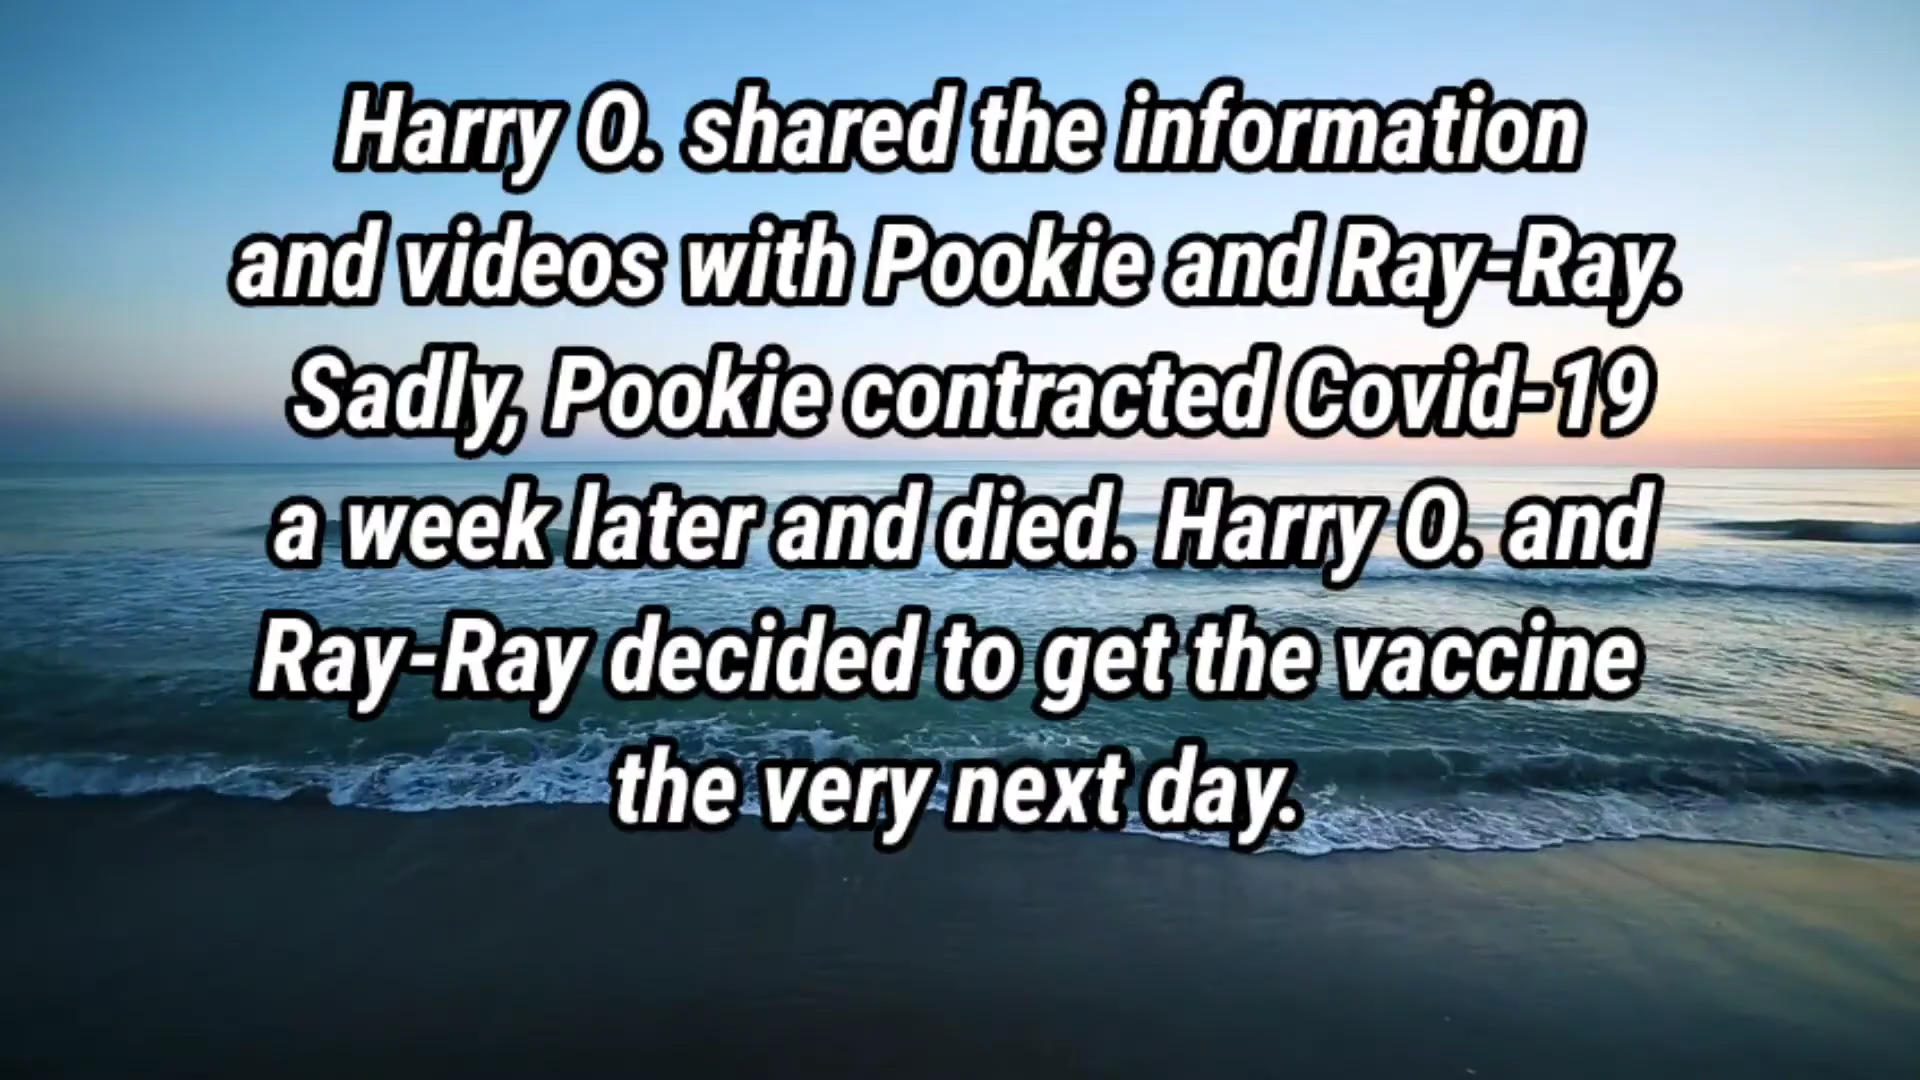 Harry O. shared the information
and videos with Pookie and Ray-Ray.
Sadly, Pookie contracted Covid-19
a week later and died. Harry O. and
Ray-Ray decided to get the vaccine
the very next day.